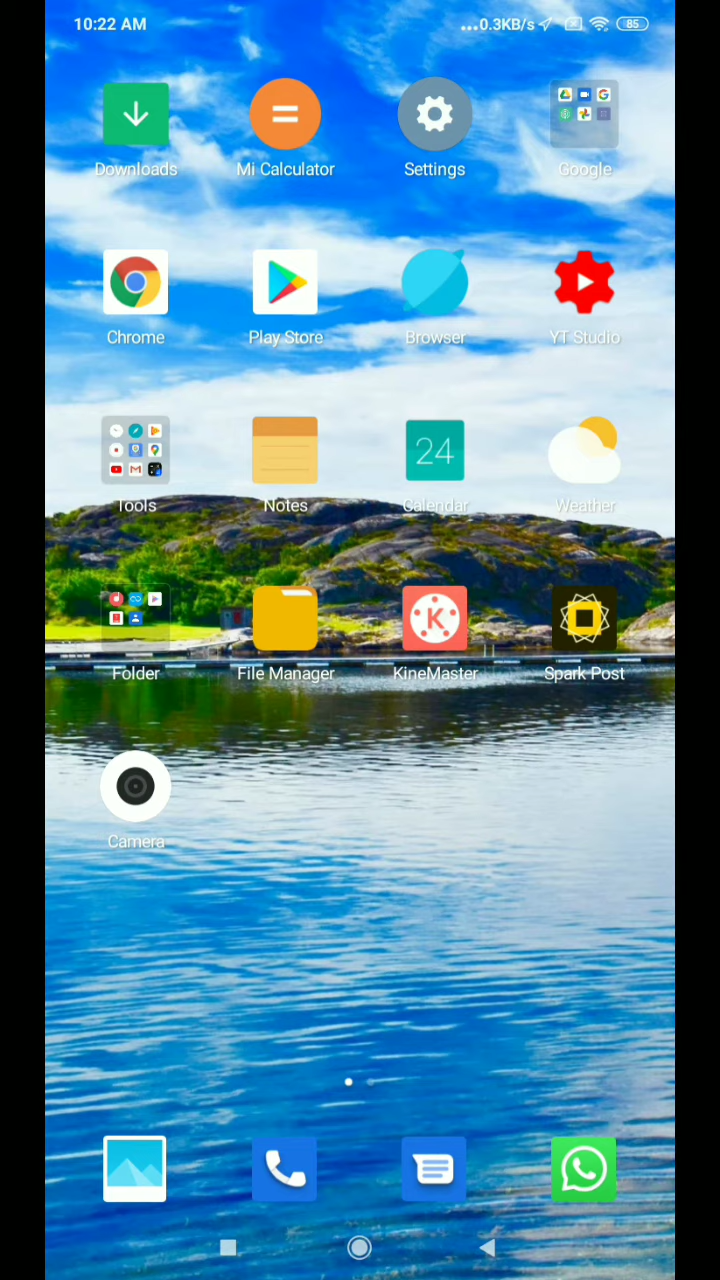 10:22 AM
...0.3KB/s
85
Downloads
Mi Calculator
Settings
Google
Chrome
Play Store
Browser
YT Studio
24
Tools
Notes
Calendar
Weather
K
Folder
File Manager
KineMaster
Spark Post
Camera